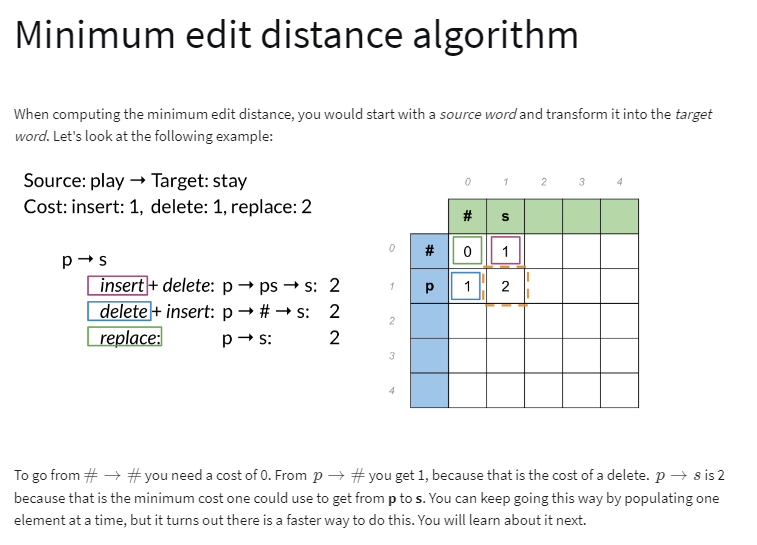 Minimum edit distance algorithm
When computing the minimum edit distance, you would start with a source word and transform it into the target
word. Let's look at the following example:
Source: play → Target: stay
Cost: insert: 1, delete: 1, replace: 2
p → s
insert + delete: p → ps → s: 2
delete + insert: p → # → s: 2
replace: p → s: 2
0 1 2 3 4
# s
0 # 0 1
1 p 1 2
2
3
4
To go from # → # you need a cost of 0. From p → # you get 1, because that is the cost of a delete. p → s is 2
because that is the minimum cost one could use to get from p to s. You can keep going this way by populating one
element at a time, but it turns out there is a faster way to do this. You will learn about it next.